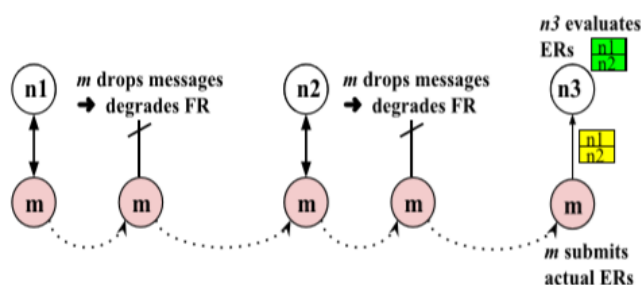 n3 evaluates
ERs
n1
n2
n1
m drops messages
➜ degrades FR
n2
m drops messages
➜ degrades FR
n3
n1
n2
m
m
m
m
m
m submits
actual ERs